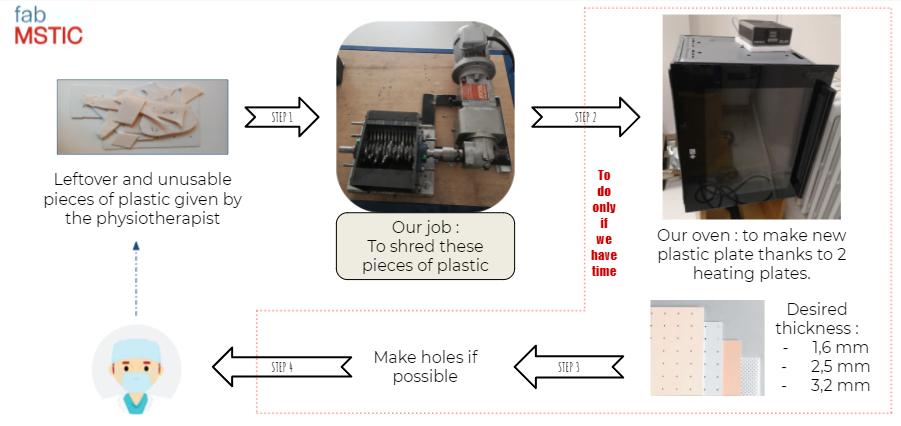 fab
MSTIC
STEP 1
STEP 2
Leftover and unusable
pieces of plastic given by
the physiotherapist
Our job :
To shred these
pieces of plastic
To
do
only
if
we
have
time
Our oven : to make new
plastic plate thanks to 2
heating plates.
Desired
thickness :
- 1,6 mm
- 2,5 mm
- 3,2 mm
STEP 3
Make holes if
possible
STEP 4